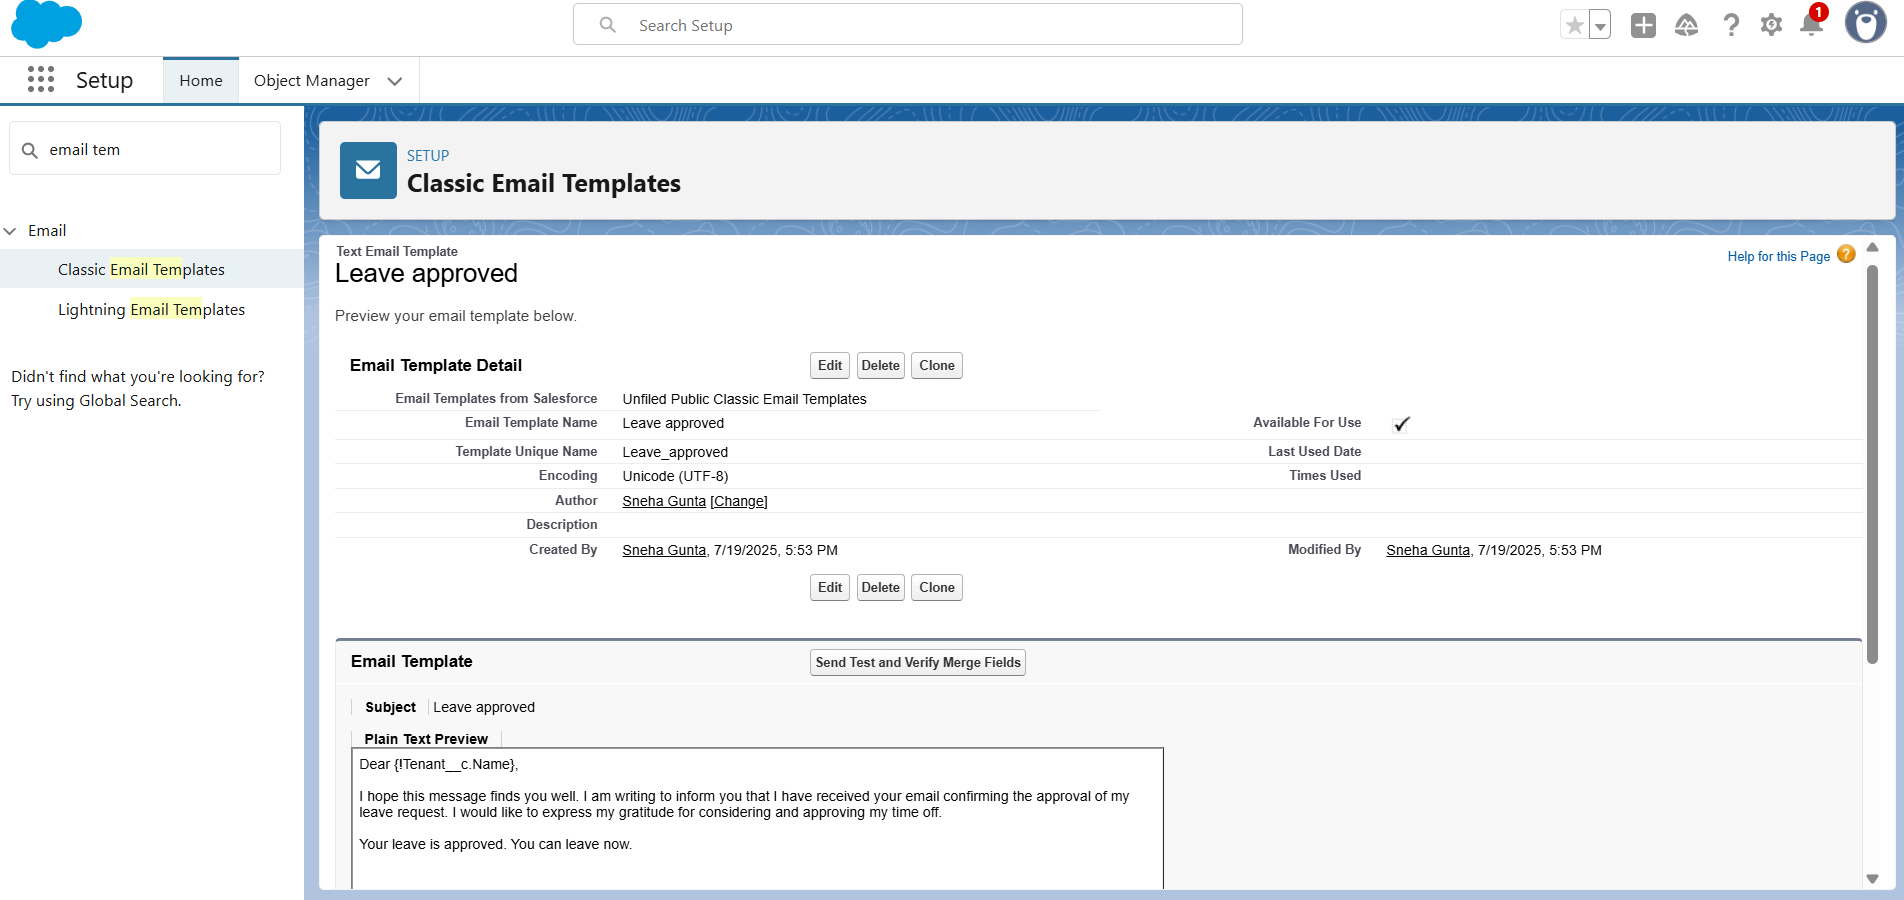 Search Setup
1
Setup
Home
Object Manager
email tem
Email
Classic Email Templates
Lightning Email Templates
Didn't find what you're looking for?
Try using Global Search.
SETUP
Classic Email Templates
Text Email Template
Leave approved
Help for this Page ?
Preview your email template below.
Email Template Detail Edit Delete Clone
Email Templates from Salesforce Unfiled Public Classic Email Templates
Email Template Name Leave approved Available For Use ✓
Template Unique Name Leave_approved Last Used Date
Encoding Unicode (UTF-8) Times Used
Author Sneha Gunta [Change]
Description
Created By Sneha Gunta, 7/19/2025, 5:53 PM Modified By Sneha Gunta, 7/19/2025, 5:53 PM
Edit Delete Clone
Email Template Send Test and Verify Merge Fields
Subject Leave approved
Plain Text Preview
Dear {!Tenant__c.Name},
I hope this message finds you well. I am writing to inform you that I have received your email confirming the approval of my
leave request. I would like to express my gratitude for considering and approving my time off.
Your leave is approved. You can leave now.